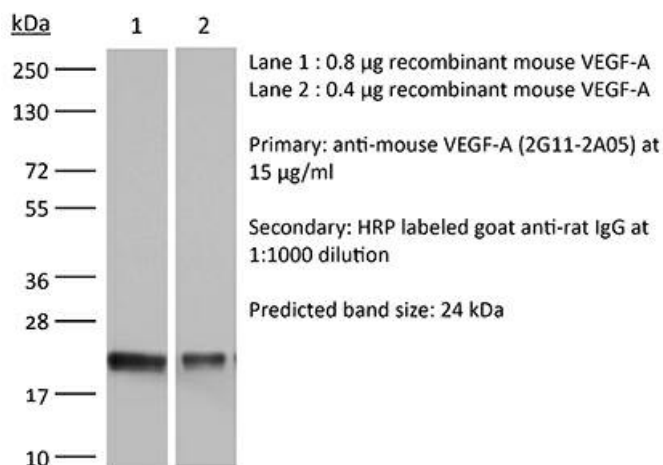 kDa
1 2
250
130
72
55
36
28
17
10
Lane 1 : 0.8 µg recombinant mouse VEGF-A
Lane 2 : 0.4 µg recombinant mouse VEGF-A
Primary: anti-mouse VEGF-A (2G11-2A05) at
15 µg/ml
Secondary: HRP labeled goat anti-rat IgG at
1:1000 dilution
Predicted band size: 24 kDa